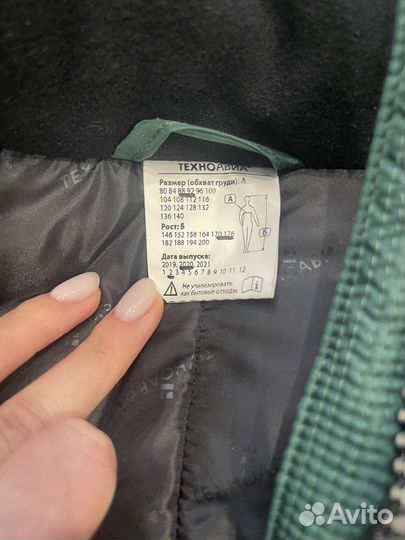 ТЕХНОАВИА
Размер (обхват груди): А
80 84 88 92 96 100
104 108 112 116
120 124 128 132
136 140
Рост: Б
146 152 158 164 170 176
182 188 194 200
Дата выпуска:
2019, 2020, 2021
1 2 3 4 5 6 7 8 9 10 11 12
Не утилизировать
как бытовые отходы
А
Б
i
ТЕХНОАВИА
ТЕХНОАВИА
Avito